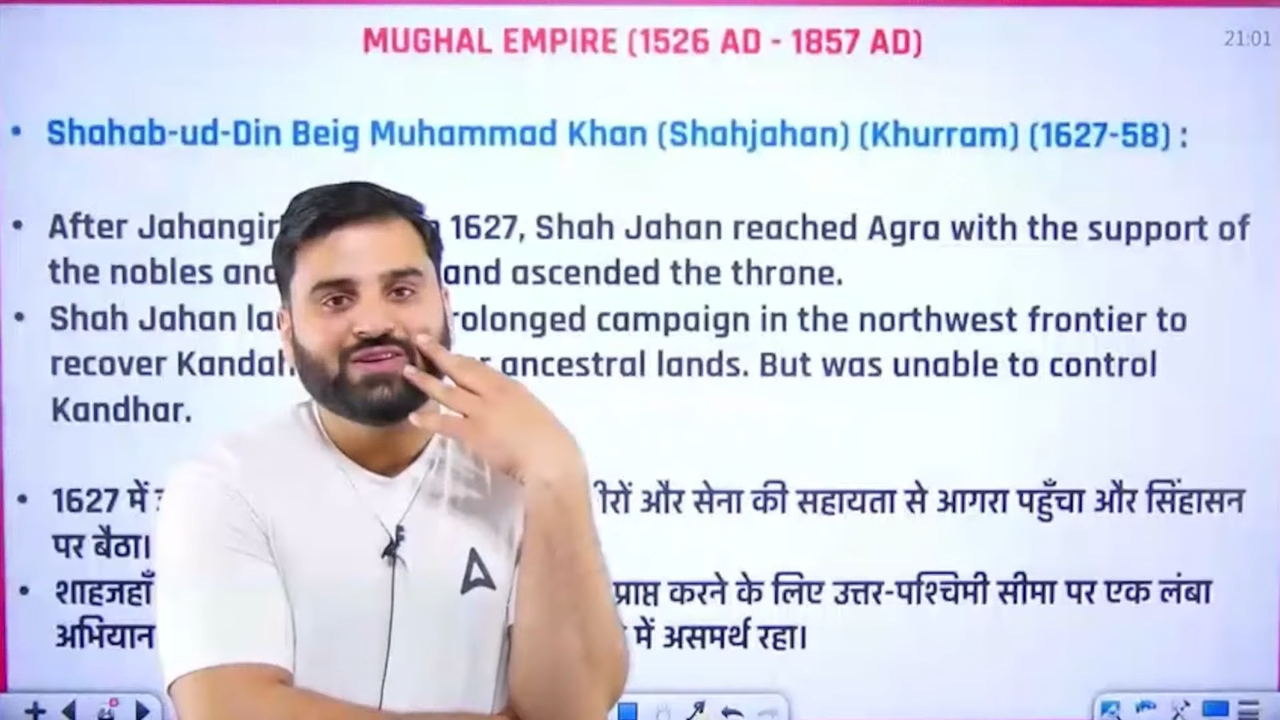 MUGHAL EMPIRE (1526 AD - 1857 AD)
21:01
• Shahab-ud-Din Beig Muhammad Khan (Shahjahan) (Khurram) (1627-58) :
• After Jahangir 1627, Shah Jahan reached Agra with the support of
the nobles and and ascended the throne.
• Shah Jahan campaign in the northwest frontier to
recover ancestral lands. But was unable to control
Kandhar.
• 1627 में और सेना की सहायता से आगरा पहुँचा और सिंहासन
पर बैठा।
• शाहजहाँ प्राप्त करने के लिए उत्तर-पश्चिमी सीमा पर एक लंबा
अभियान में असमर्थ रहा।